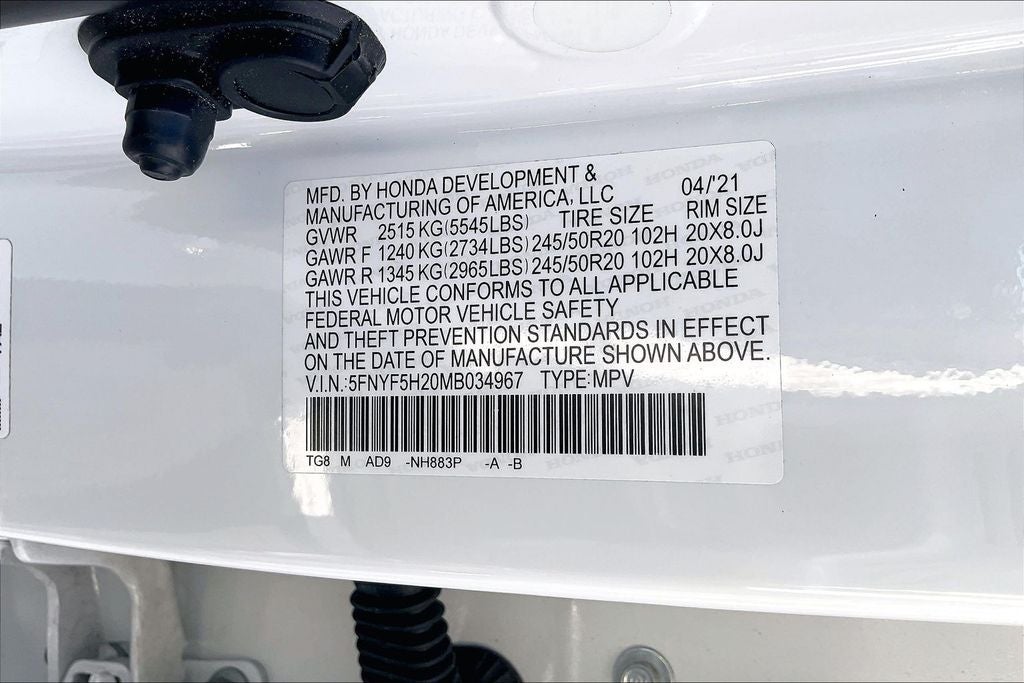 MFD. BY HONDA DEVELOPMENT & 04/'21
MANUFACTURING OF AMERICA, LLC
GVWR 2515 KG(5545LBS) TIRE SIZE RIM SIZE
GAWR F 1240 KG(2734LBS) 245/50R20 102H 20X8.0J
GAWR R 1345 KG(2965LBS) 245/50R20 102H 20X8.0J
THIS VEHICLE CONFORMS TO ALL APPLICABLE
FEDERAL MOTOR VEHICLE SAFETY
AND THEFT PREVENTION STANDARDS IN EFFECT
ON THE DATE OF MANUFACTURE SHOWN ABOVE.
V.I.N.:5FNYF5H20MB034967 TYPE:MPV
TG8 M AD9 -NH883P -A -B